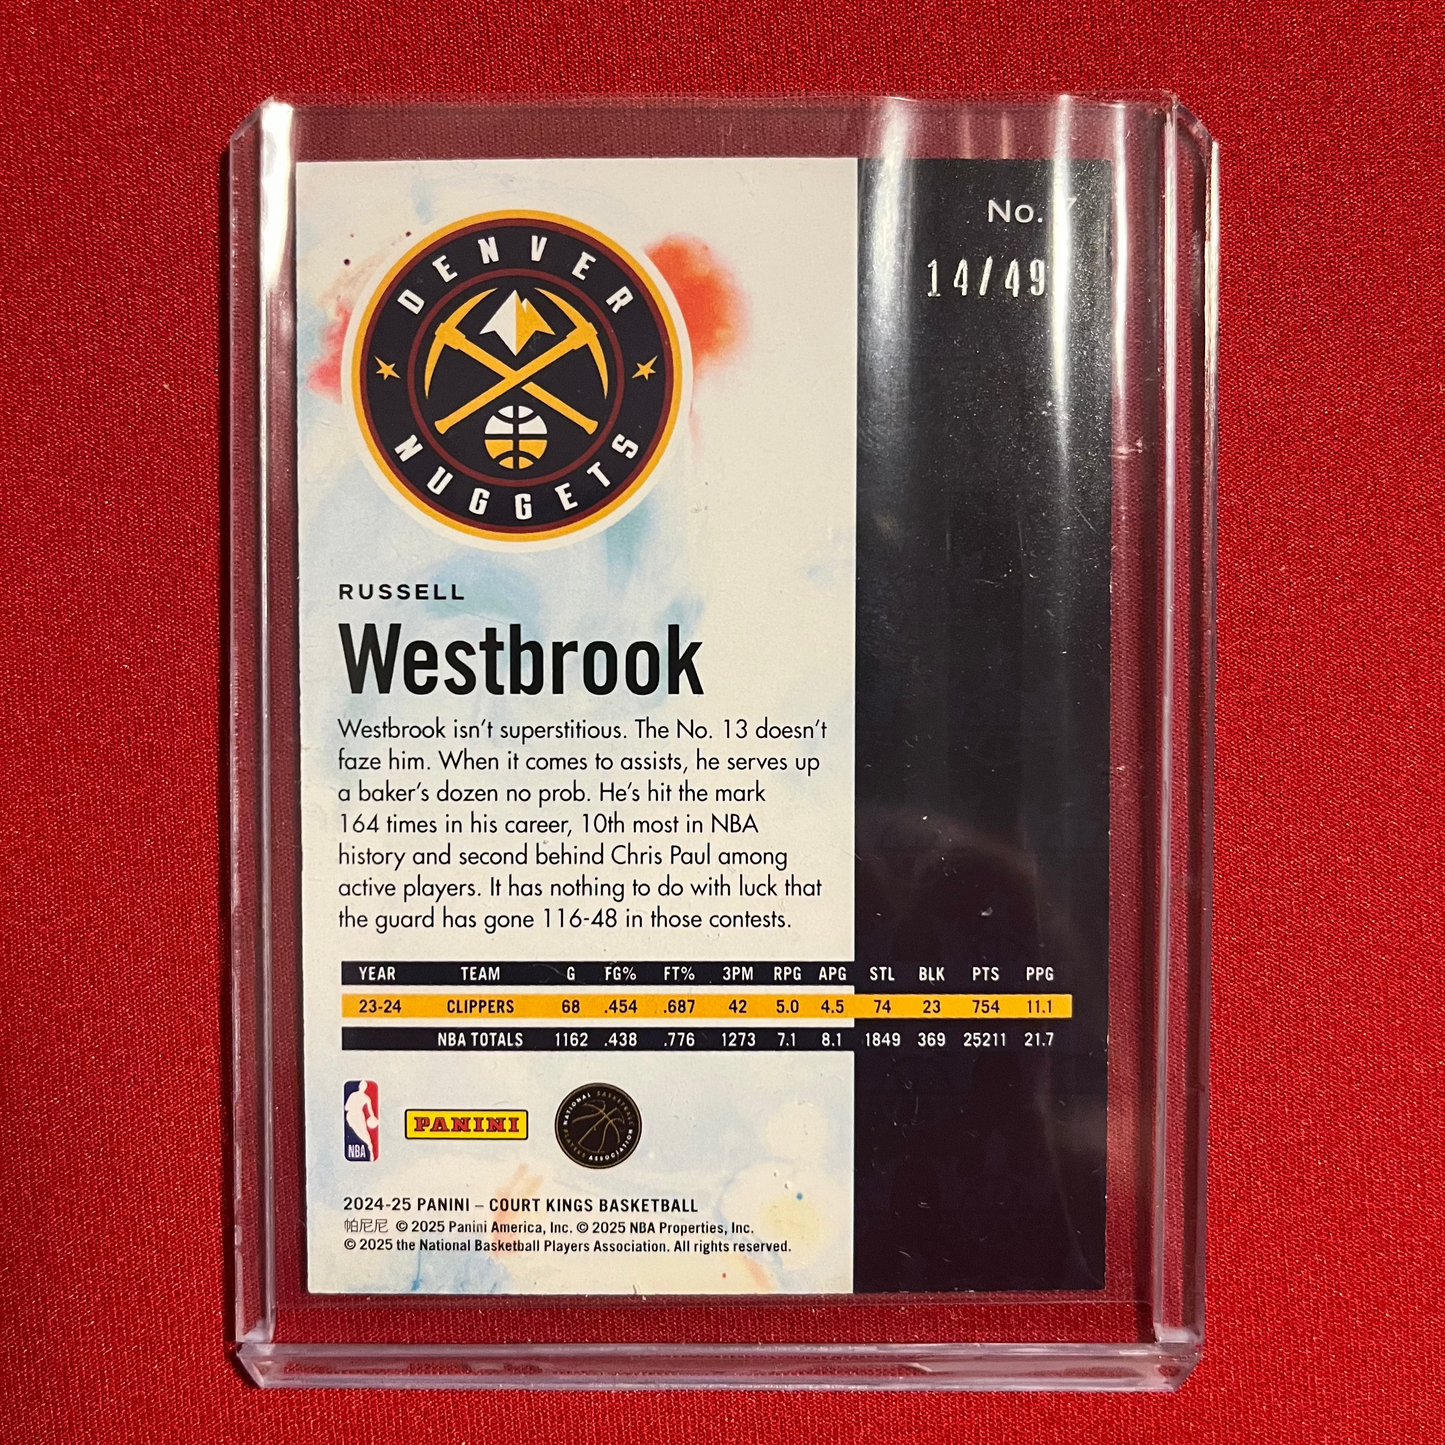 No. 7
14/49
DENVER
NUGGETS
RUSSELL
Westbrook
Westbrook isn't superstitious. The No. 13 doesn't
faze him. When it comes to assists, he serves up
a baker's dozen no prob. He's hit the mark
164 times in his career, 10th most in NBA
history and second behind Chris Paul among
active players. It has nothing to do with luck that
the guard has gone 116-48 in those contests.
YEAR TEAM G FG% FT% 3PM RPG APG STL BLK PTS PPG
23-24 CLIPPERS 68 .454 .687 42 5.0 4.5 74 23 754 11.1
NBA TOTALS 1162 .438 .776 1273 7.1 8.1 1849 369 25211 21.7
NBA
PANINI
NATIONAL BASKETBALL
PLAYERS ASSOCIATION
2024-25 PANINI – COURT KINGS BASKETBALL
帕尼尼 © 2025 Panini America, Inc. © 2025 NBA Properties, Inc.
© 2025 the National Basketball Players Association. All rights reserved.